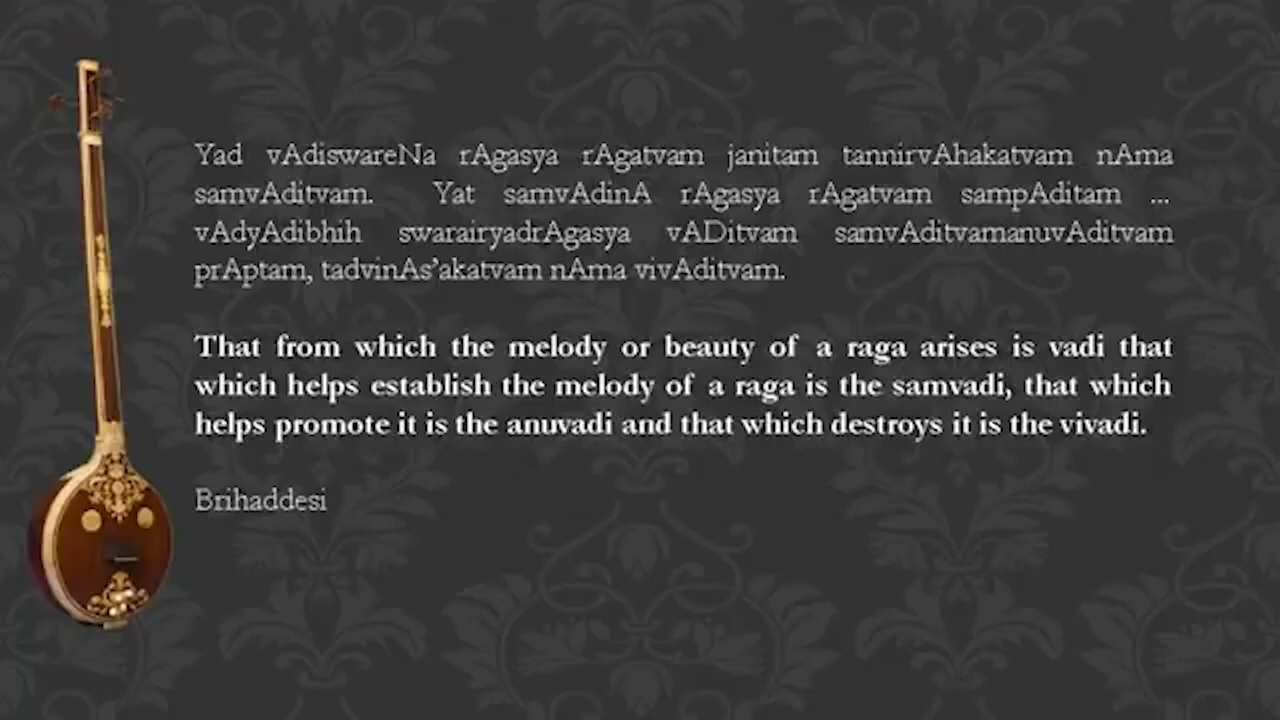 Yad vAdiswareNa rAgasya rAgatvam janitam tannirvAhakatvam nAma
samvAditvam. Yat samvAdinA rAgasya rAgatvam sampAditam ...
vAdyAdibhih swarairyadrAgasya vADitvam samvAditvamanuvAditvam
prAptam, tadvinAs'akatvam nAma vivAditvam.
That from which the melody or beauty of a raga arises is vadi that
which helps establish the melody of a raga is the samvadi, that which
helps promote it is the anuvadi and that which destroys it is the vivadi.
Brihaddesi